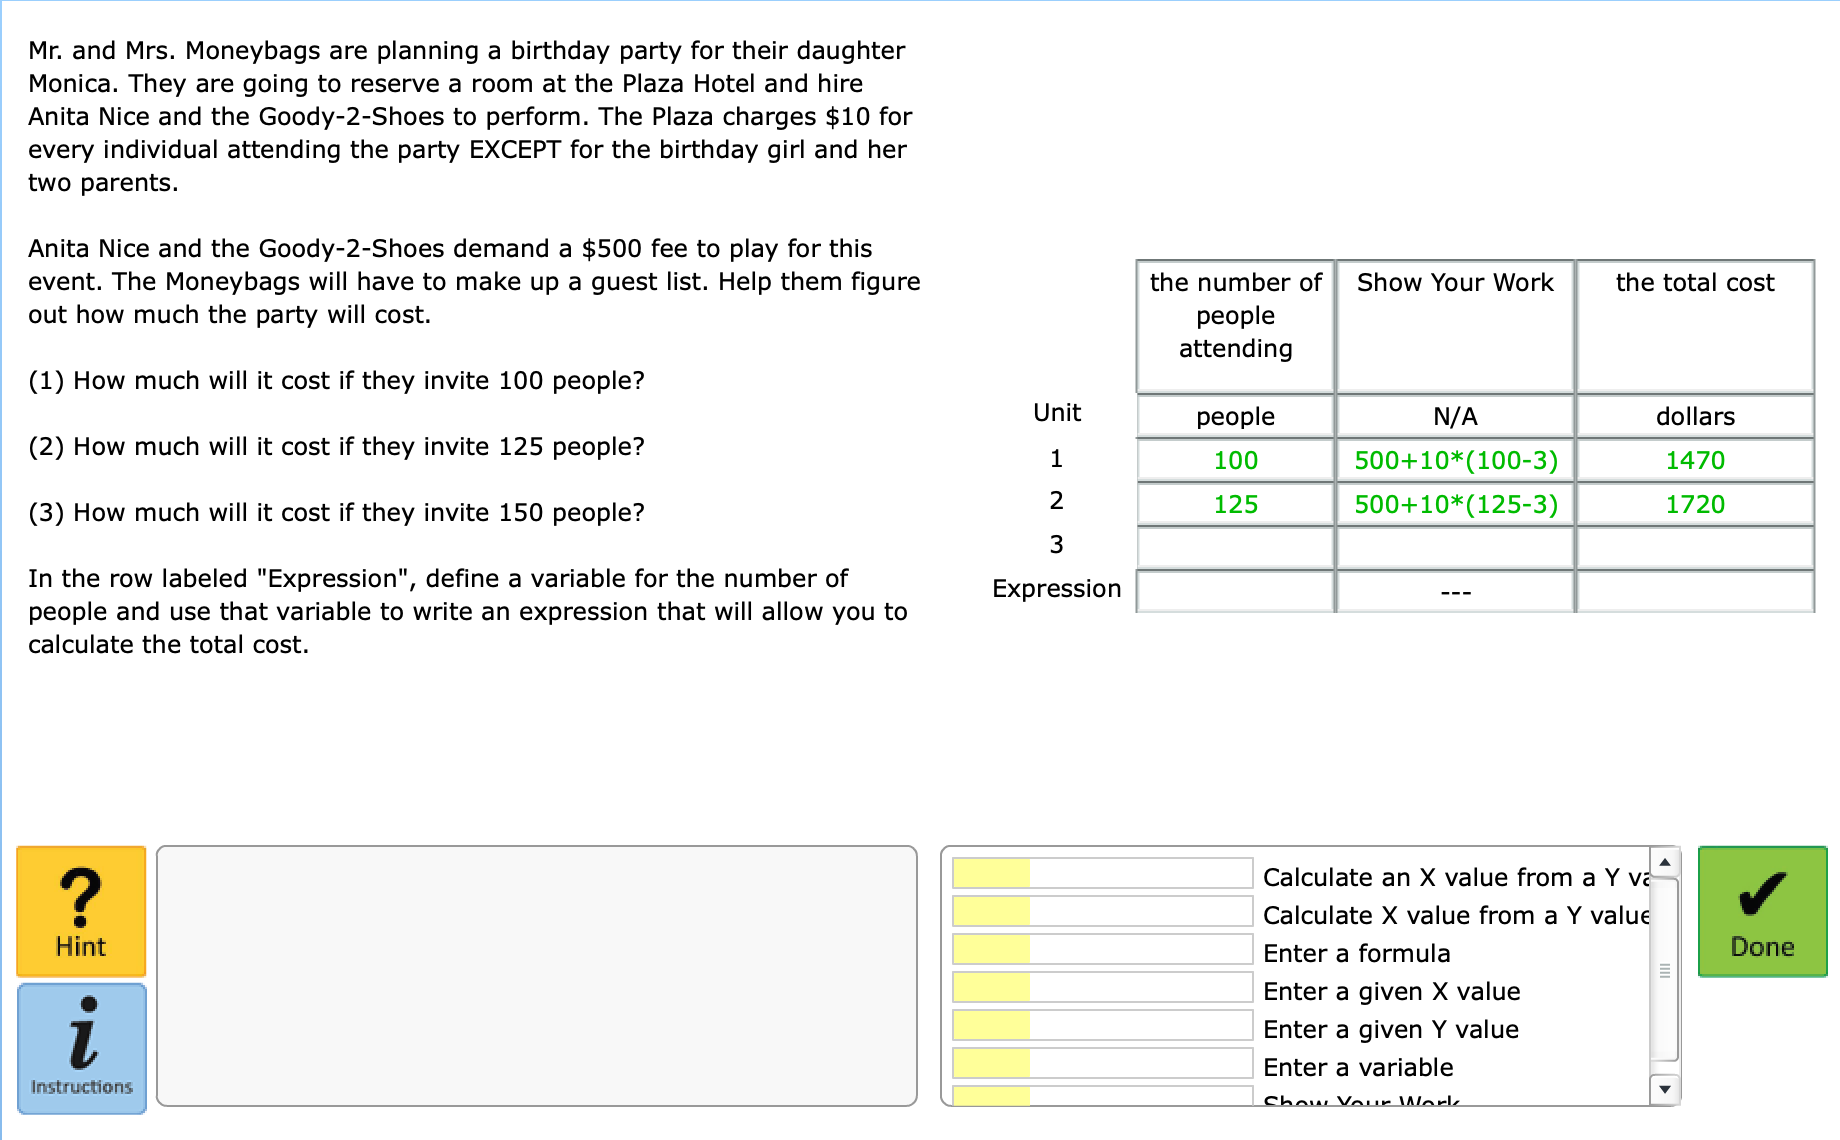 Mr. and Mrs. Moneybags are planning a birthday party for their daughter
Monica. They are going to reserve a room at the Plaza Hotel and hire
Anita Nice and the Goody-2-Shoes to perform. The Plaza charges $10 for
every individual attending the party EXCEPT for the birthday girl and her
two parents.
Anita Nice and the Goody-2-Shoes demand a $500 fee to play for this
event. The Moneybags will have to make up a guest list. Help them figure
out how much the party will cost.
(1) How much will it cost if they invite 100 people?
(2) How much will it cost if they invite 125 people?
(3) How much will it cost if they invite 150 people?
In the row labeled "Expression", define a variable for the number of
people and use that variable to write an expression that will allow you to
calculate the total cost.
the number of Show Your Work the total cost
people
attending
Unit people N/A dollars
1 100 500+10*(100-3) 1470
2 125 500+10*(125-3) 1720
3
Expression ---
? Hint
i Instructions
Calculate an X value from a Y va
Calculate X value from a Y value
Enter a formula
Enter a given X value
Enter a given Y value
Enter a variable
Show Your Work
Done